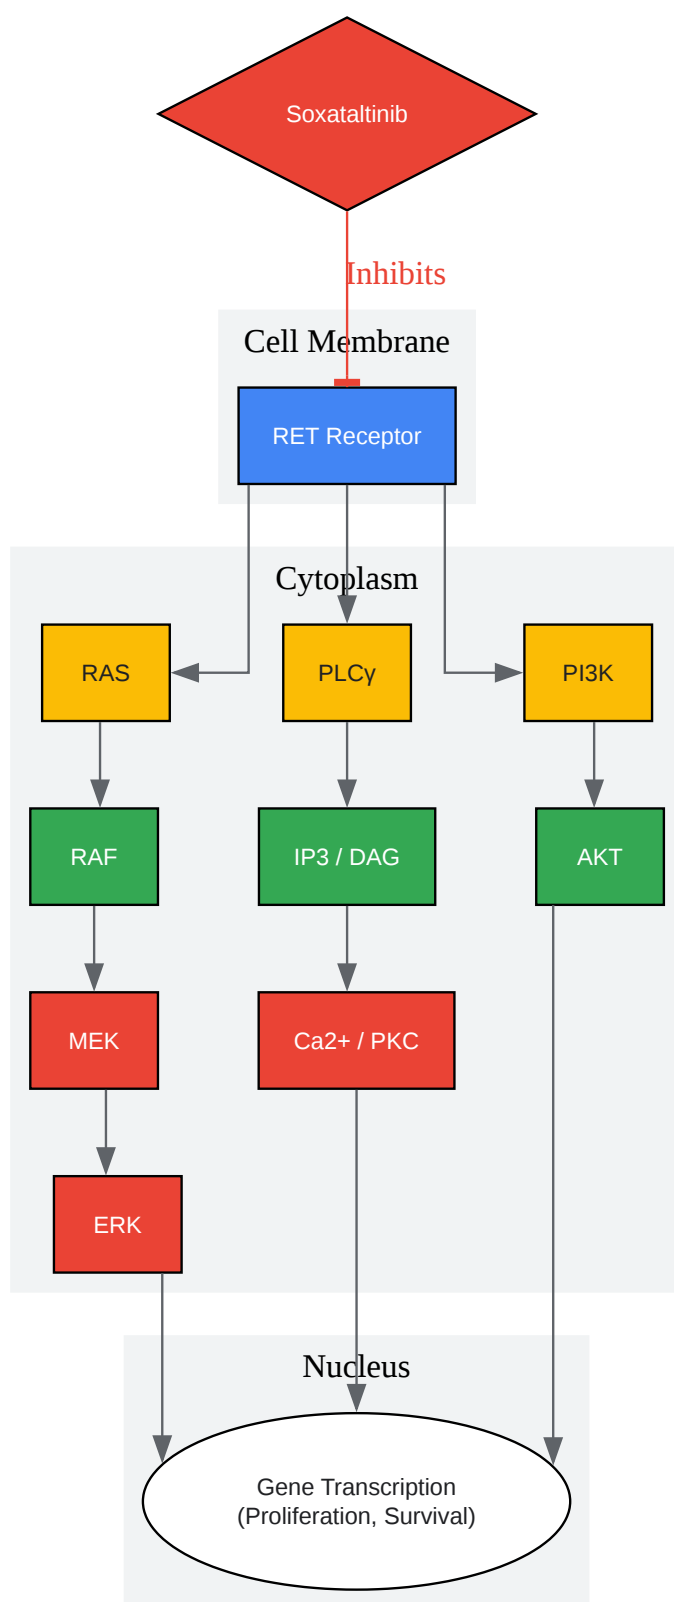 Soxataltinib
Inhibits
Cell Membrane
RET Receptor
Cytoplasm
RAS
PLCγ
PI3K
RAF
IP3 / DAG
AKT
MEK
Ca2+ / PKC
ERK
Nucleus
Gene Transcription
(Proliferation, Survival)